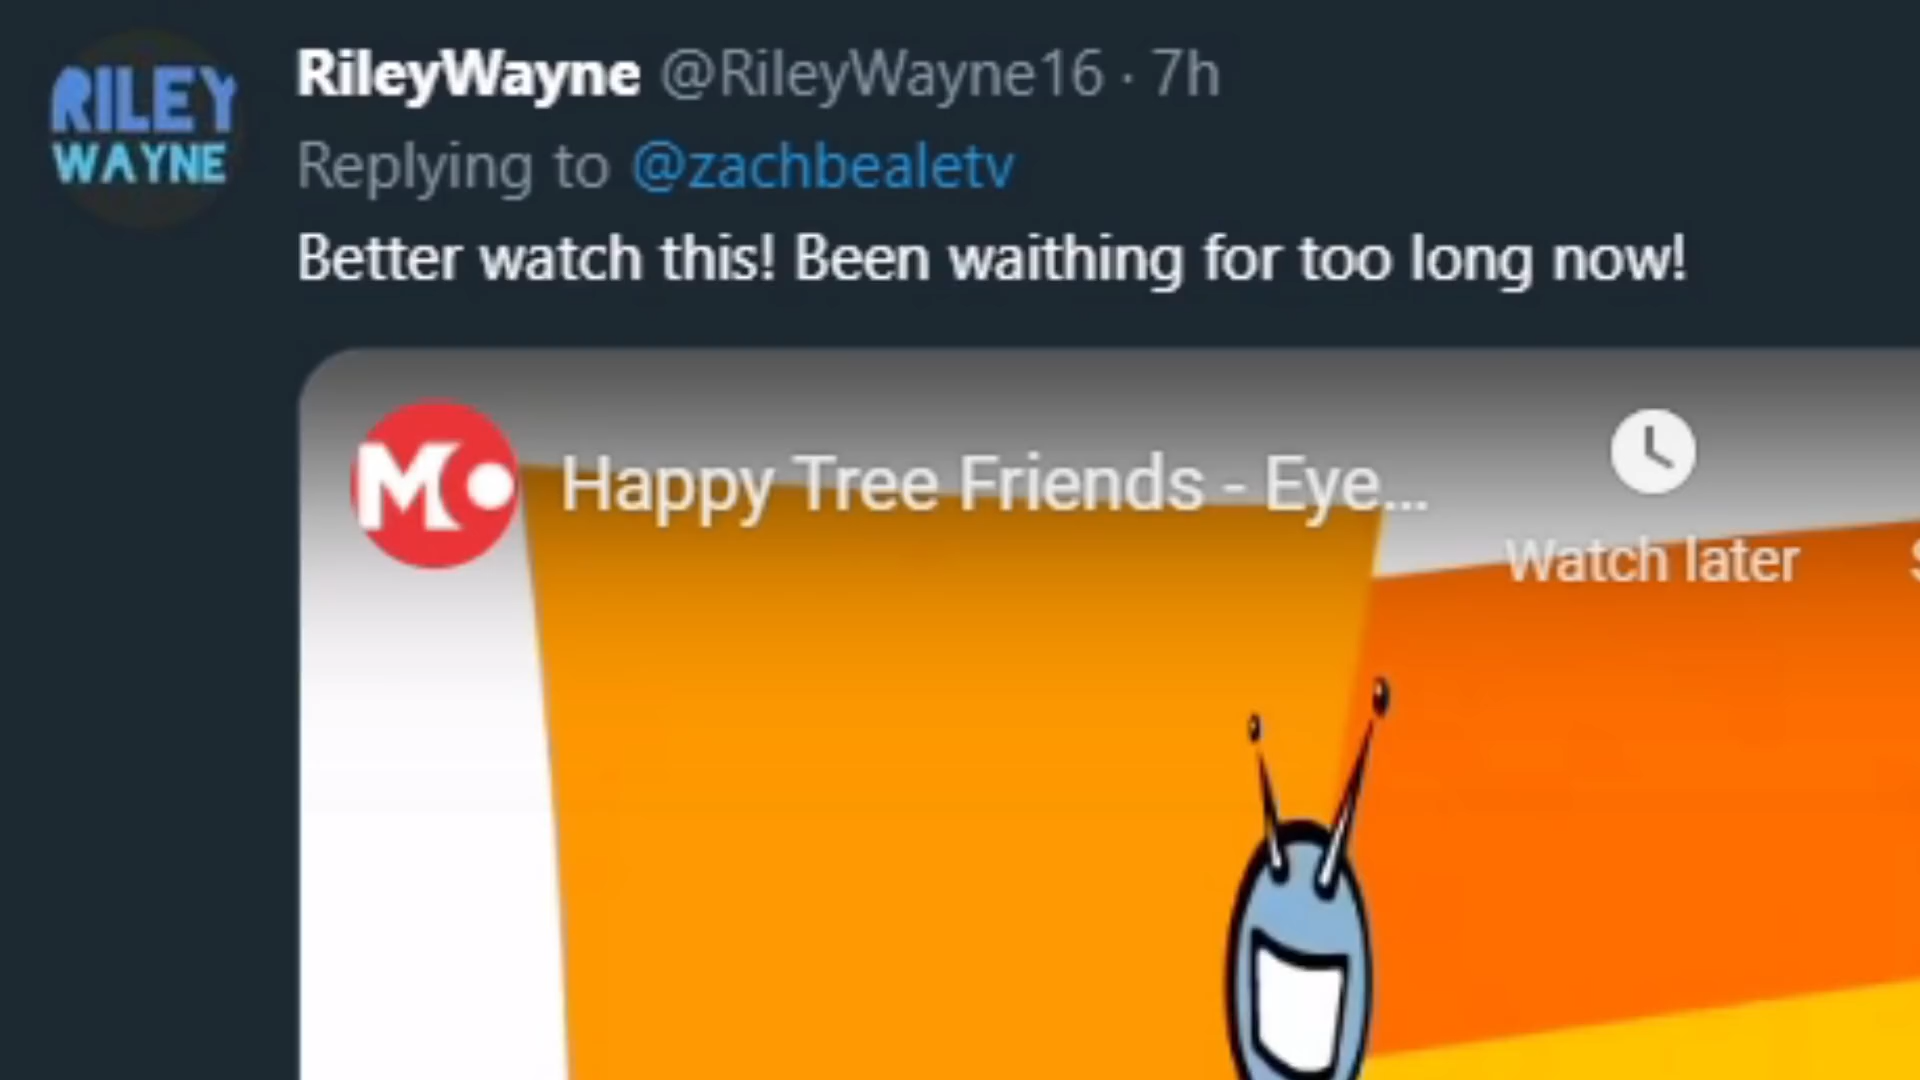 RILEY
WAYNE
RileyWayne @RileyWayne16 · 7h
Replying to @zachbealetv
Better watch this! Been waithing for too long now!
Happy Tree Friends - Eye...
Watch later